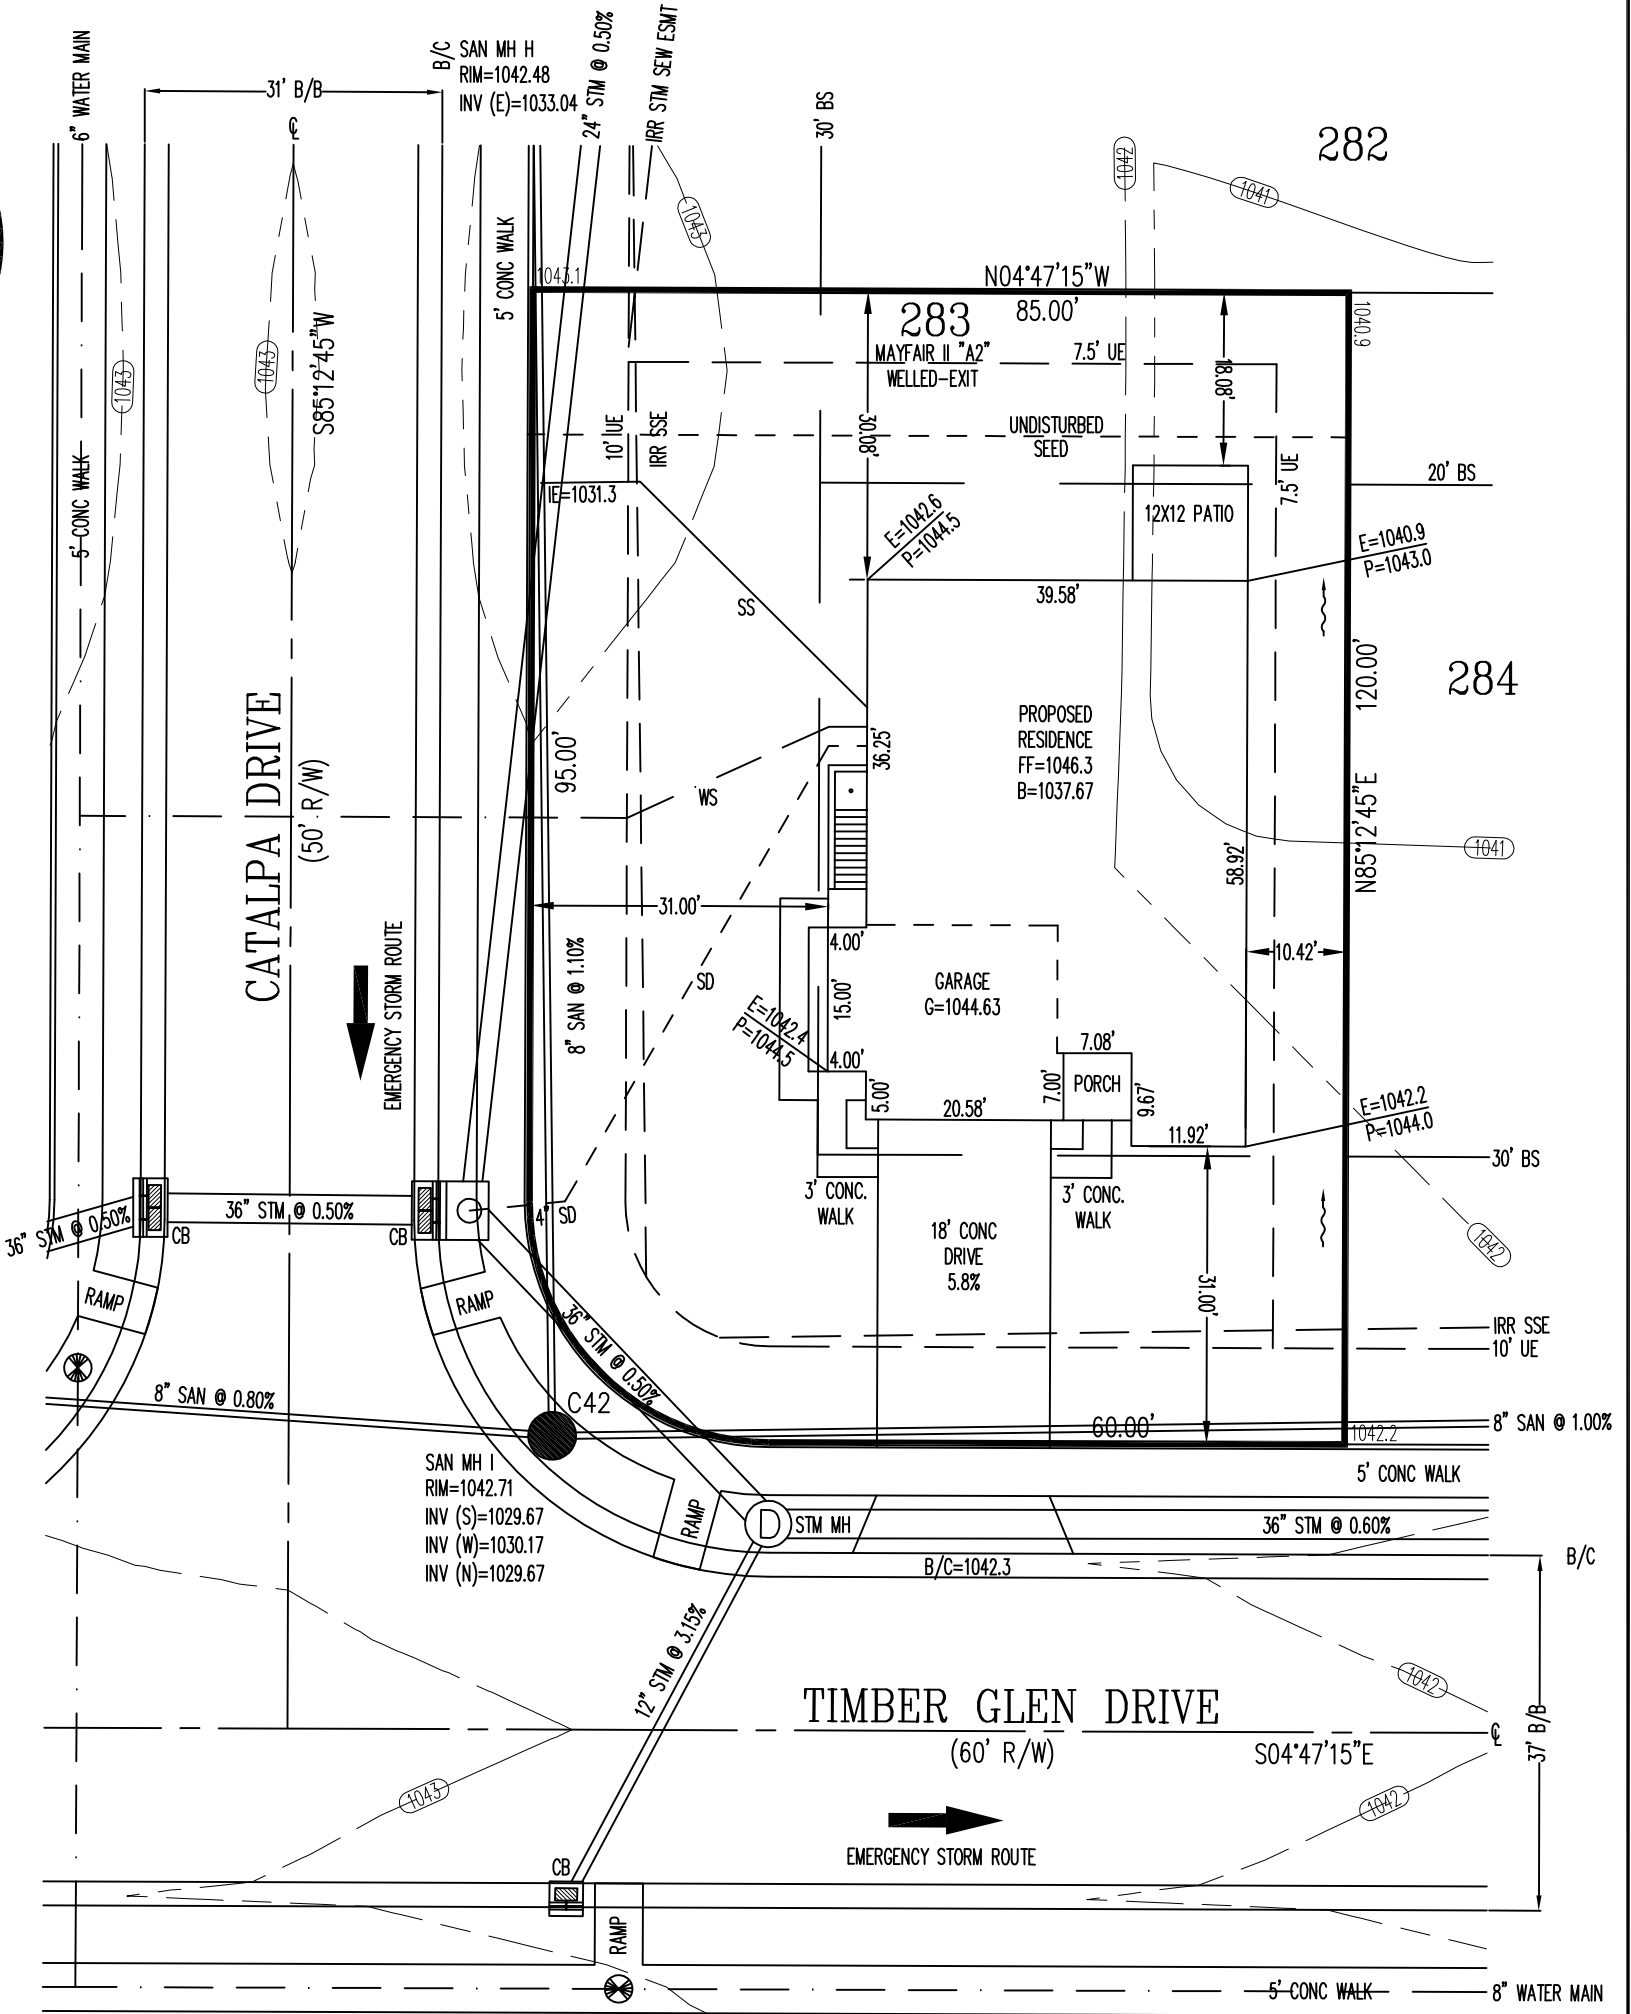 6" WATER MAIN
31' B/B
B/C
SAN MH H
RIM=1042.48
INV (E)=1033.04
24" STM @ 0.50%
IRR STM SEW ESMT
30' BS
282
1042
1041
1043
5' CONC WALK
1043.1
N04°47'15"W
85.00'
1040.9
283
MAYFAIR II "A2"
WELLED-EXIT
7.5' UE
18.08'
30.08'
1043
1043
S85°12'45"W
5' CONC WALK
10' UE
IRR SSE
UNDISTURBED
SEED
7.5' UE
20' BS
IE=1031.3
12X12 PATIO
E=1042.6
P=1044.5
E=1040.9
P=1043.0
39.58'
SS
120.00'
284
N85°12'45"E
1041
PROPOSED
RESIDENCE
FF=1046.3
B=1037.67
36.25'
95.00'
WS
CATALPA DRIVE
(50' R/W)
58.92'
31.00'
4.00'
10.42'
EMERGENCY STORM ROUTE
8" SAN @ 1.10%
SD
15.00'
GARAGE
G=1044.63
E=1042.4
P=1044.5
4.00'
5.00'
7.08'
7.00'
PORCH
9.67'
20.58'
11.92'
E=1042.2
P=1044.0
30' BS
3' CONC.
WALK
3' CONC.
WALK
36" STM @ 0.50%
36" STM @ 0.50%
CB
CB
4" SD
18' CONC
DRIVE
5.8%
31.00'
1042
RAMP
RAMP
36" STM @ 0.50%
IRR SSE
10' UE
8" SAN @ 0.80%
C42
60.00'
1042.2
8" SAN @ 1.00%
SAN MH I
RIM=1042.71
INV (S)=1029.67
INV (W)=1030.17
INV (N)=1029.67
5' CONC WALK
RAMP
STM MH
36" STM @ 0.60%
B/C=1042.3
B/C
12" STM @ 3.15%
1042
TIMBER GLEN DRIVE
(60' R/W)
S04°47'15"E
37' B/B
1043
1042
EMERGENCY STORM ROUTE
CB
RAMP
5' CONC WALK
8" WATER MAIN